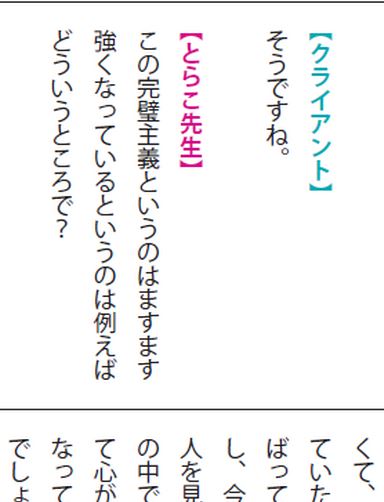 【クライアント】
そうですね。
【とらこ先生】
この完璧主義というのはますます
強くなっているというのは例えば
どういうところで？
くて、
ていた
ばって
し、今
人を見
の中で
て心が
なって
でしょ